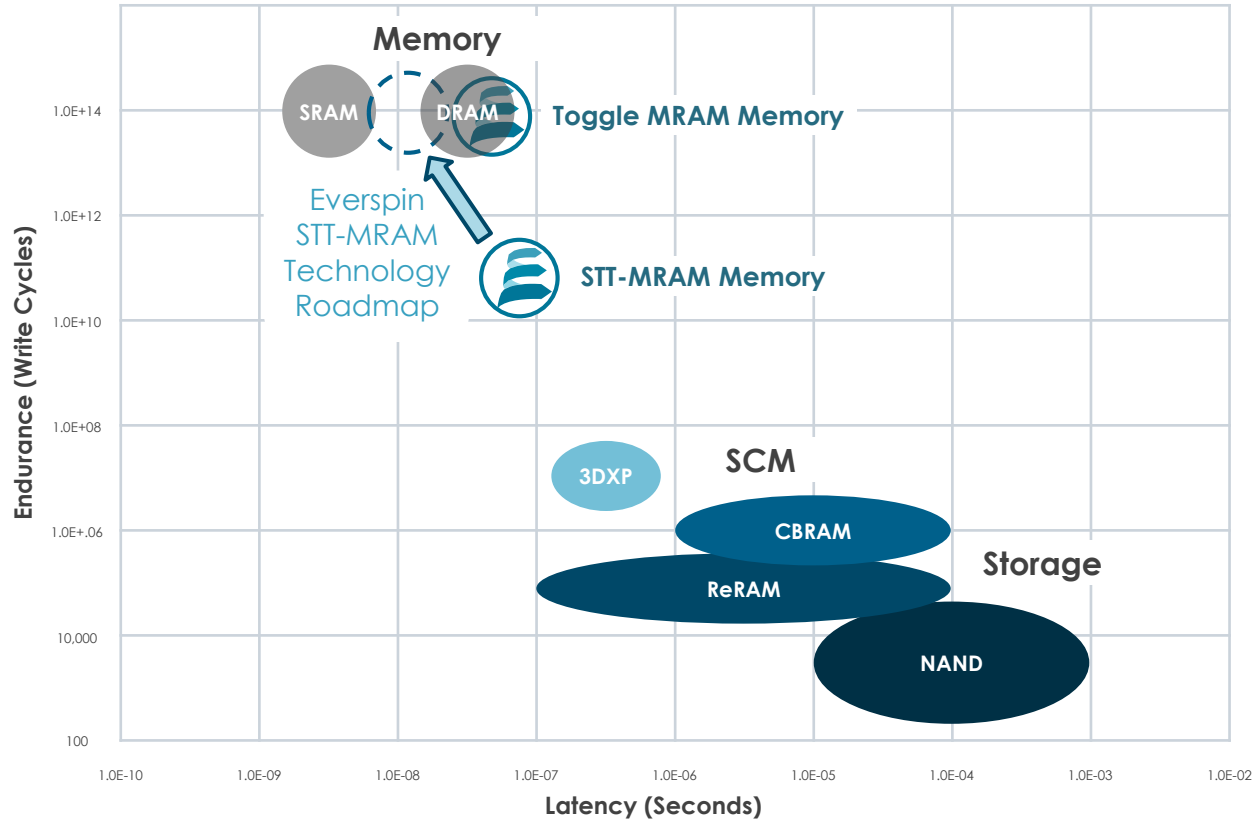 Memory
SRAM
DRAM
Toggle MRAM Memory
Everspin
STT-MRAM
Technology
Roadmap
STT-MRAM Memory
3DXP
SCM
CBRAM
Storage
ReRAM
NAND
Endurance (Write Cycles)
1.0E+14
1.0E+12
1.0E+10
1.0E+08
1.0E+.06
10,000
100
1.0E-10
1.0E-09
1.0E-08
1.0E-07
1.0E-06
1.0E-05
1.0E-04
1.0E-03
1.0E-02
Latency (Seconds)